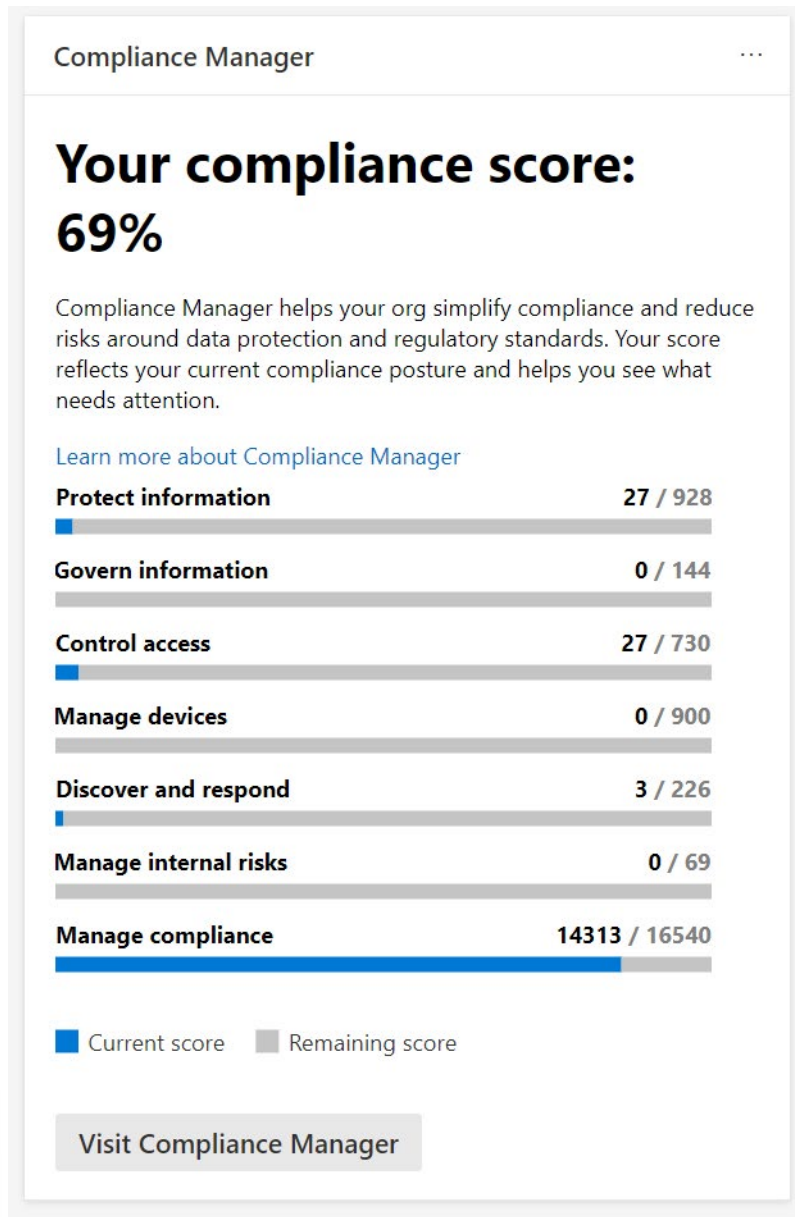 Compliance Manager ...
Your compliance score:
69%
Compliance Manager helps your org simplify compliance and reduce
risks around data protection and regulatory standards. Your score
reflects your current compliance posture and helps you see what
needs attention.
Learn more about Compliance Manager
Protect information 27 / 928
Govern information 0 / 144
Control access 27 / 730
Manage devices 0 / 900
Discover and respond 3 / 226
Manage internal risks 0 / 69
Manage compliance 14313 / 16540
Current score Remaining score
Visit Compliance Manager